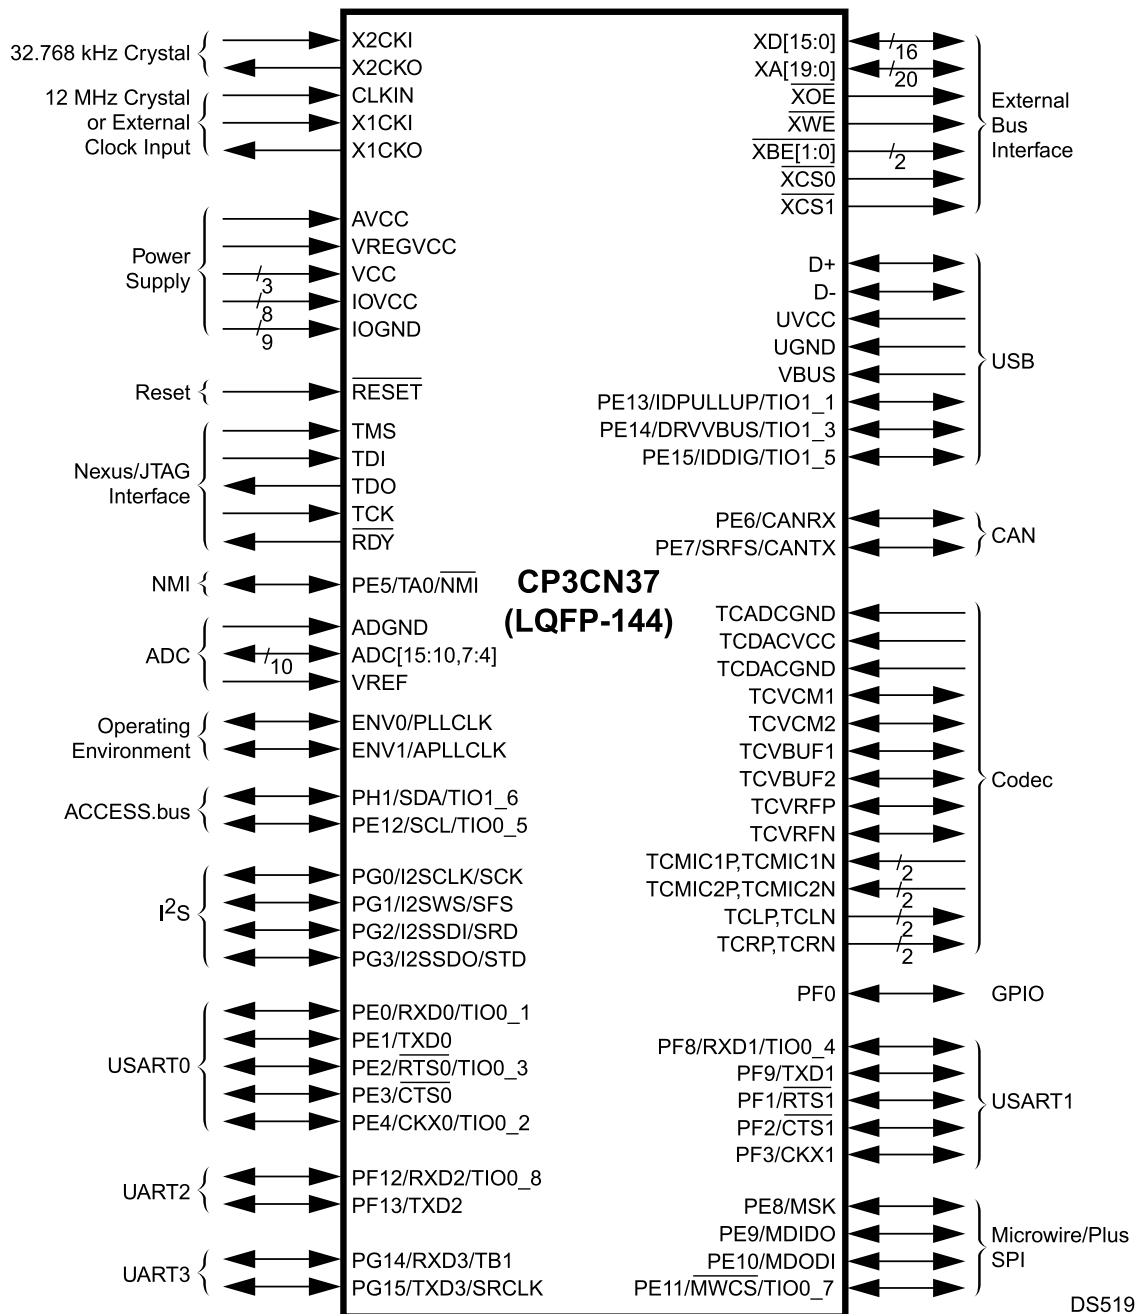 32.768 kHz Crystal
X2CKI
X2CKO
12 MHz Crystal
or External
Clock Input
CLKIN
X1CKI
X1CKO
Power
Supply
AVCC
VREGVCC
VCC
3
IOVCC
8
IOGND
9
Reset
RESET
Nexus/JTAG
Interface
TMS
TDI
TDO
TCK
RDY
NMI
PE5/TA0/NMI
ADC
ADGND
ADC[15:10,7:4]
10
VREF
Operating
Environment
ENV0/PLLCLK
ENV1/APLLCLK
ACCESS.bus
PH1/SDA/TIO1_6
PE12/SCL/TIO0_5
I2S
PG0/I2SCLK/SCK
PG1/I2SWS/SFS
PG2/I2SSDI/SRD
PG3/I2SSDO/STD
USART0
PE0/RXD0/TIO0_1
PE1/TXD0
PE2/RTS0/TIO0_3
PE3/CTS0
PE4/CKX0/TIO0_2
UART2
PF12/RXD2/TIO0_8
PF13/TXD2
UART3
PG14/RXD3/TB1
PG15/TXD3/SRCLK
CP3CN37
(LQFP-144)
XD[15:0]
16
XA[19:0]
20
XOE
XWE
XBE[1:0]
2
XCS0
XCS1
External
Bus
Interface
D+
D-
UVCC
UGND
VBUS
PE13/IDPULLUP/TIO1_1
PE14/DRVVBUS/TIO1_3
PE15/IDDIG/TIO1_5
USB
PE6/CANRX
PE7/SRFS/CANTX
CAN
TCADCGND
TCDACVCC
TCDACGND
TCVCM1
TCVCM2
TCVBUF1
TCVBUF2
TCVRFP
TCVRFN
TCMIC1P,TCMIC1N
2
TCMIC2P,TCMIC2N
2
TCLP,TCLN
2
TCRP,TCRN
2
Codec
PF0
GPIO
PF8/RXD1/TIO0_4
PF9/TXD1
PF1/RTS1
PF2/CTS1
PF3/CKX1
USART1
PE8/MSK
PE9/MDIDO
PE10/MDODI
PE11/MWCS/TIO0_7
Microwire/Plus
SPI
DS519